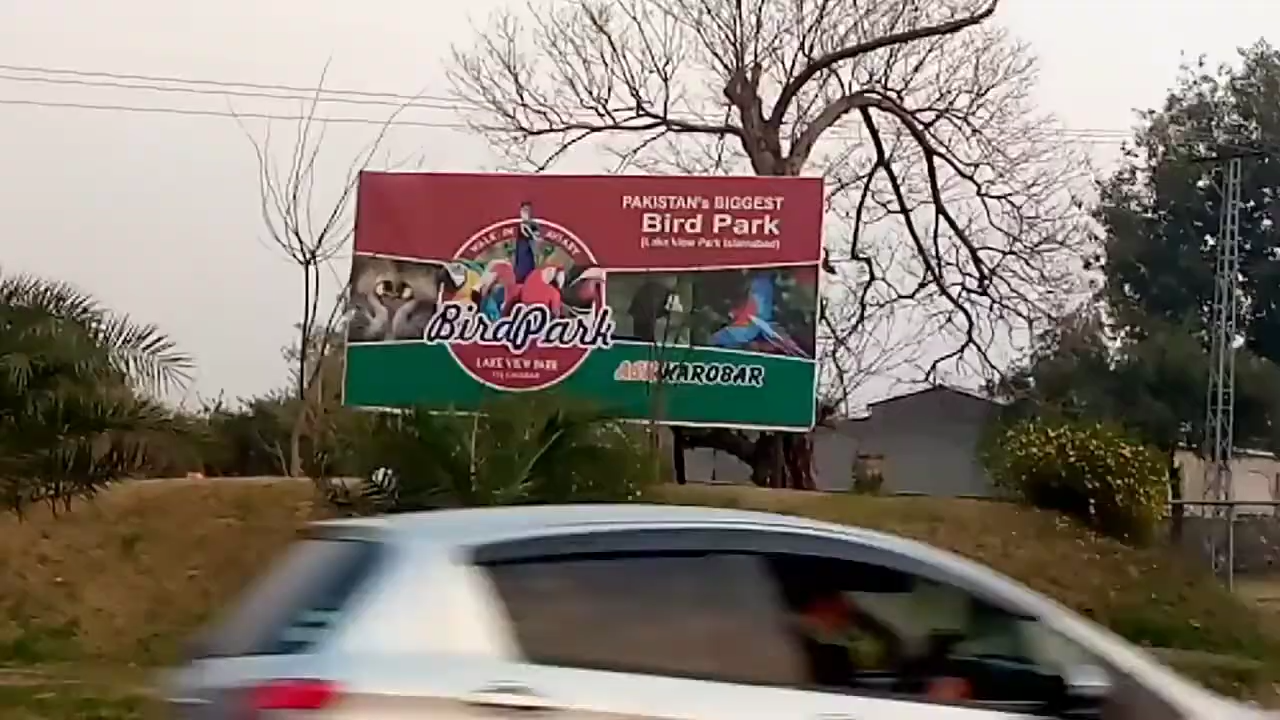 PAKISTAN's BIGGEST
Bird Park
(Lake View Park Islamabad)
WALK IN AVIARY
BirdPark
LAKE VIEW PARK
KAROBAR